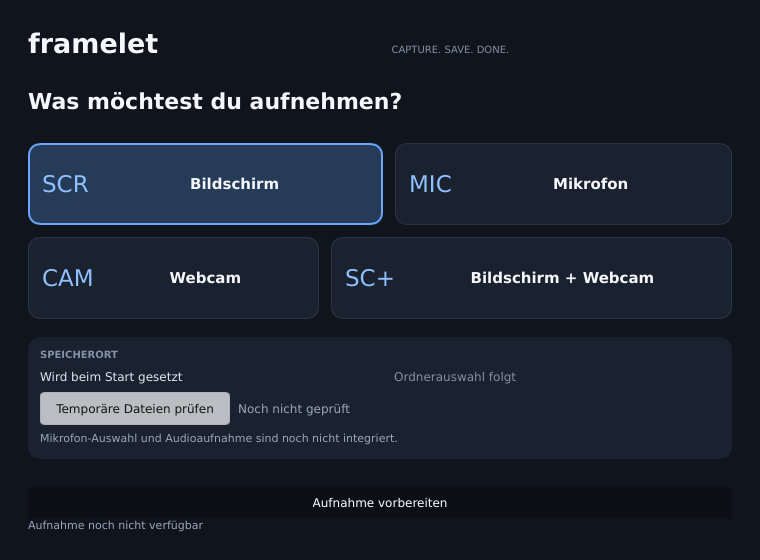 framelet
CAPTURE. SAVE. DONE.
Was möchtest du aufnehmen?
SCR Bildschirm
MIC Mikrofon
CAM Webcam
SC+ Bildschirm + Webcam
SPEICHERORT
Wird beim Start gesetzt
Ordnerauswahl folgt
Temporäre Dateien prüfen
Noch nicht geprüft
Mikrofon-Auswahl und Audioaufnahme sind noch nicht integriert.
Aufnahme vorbereiten
Aufnahme noch nicht verfügbar